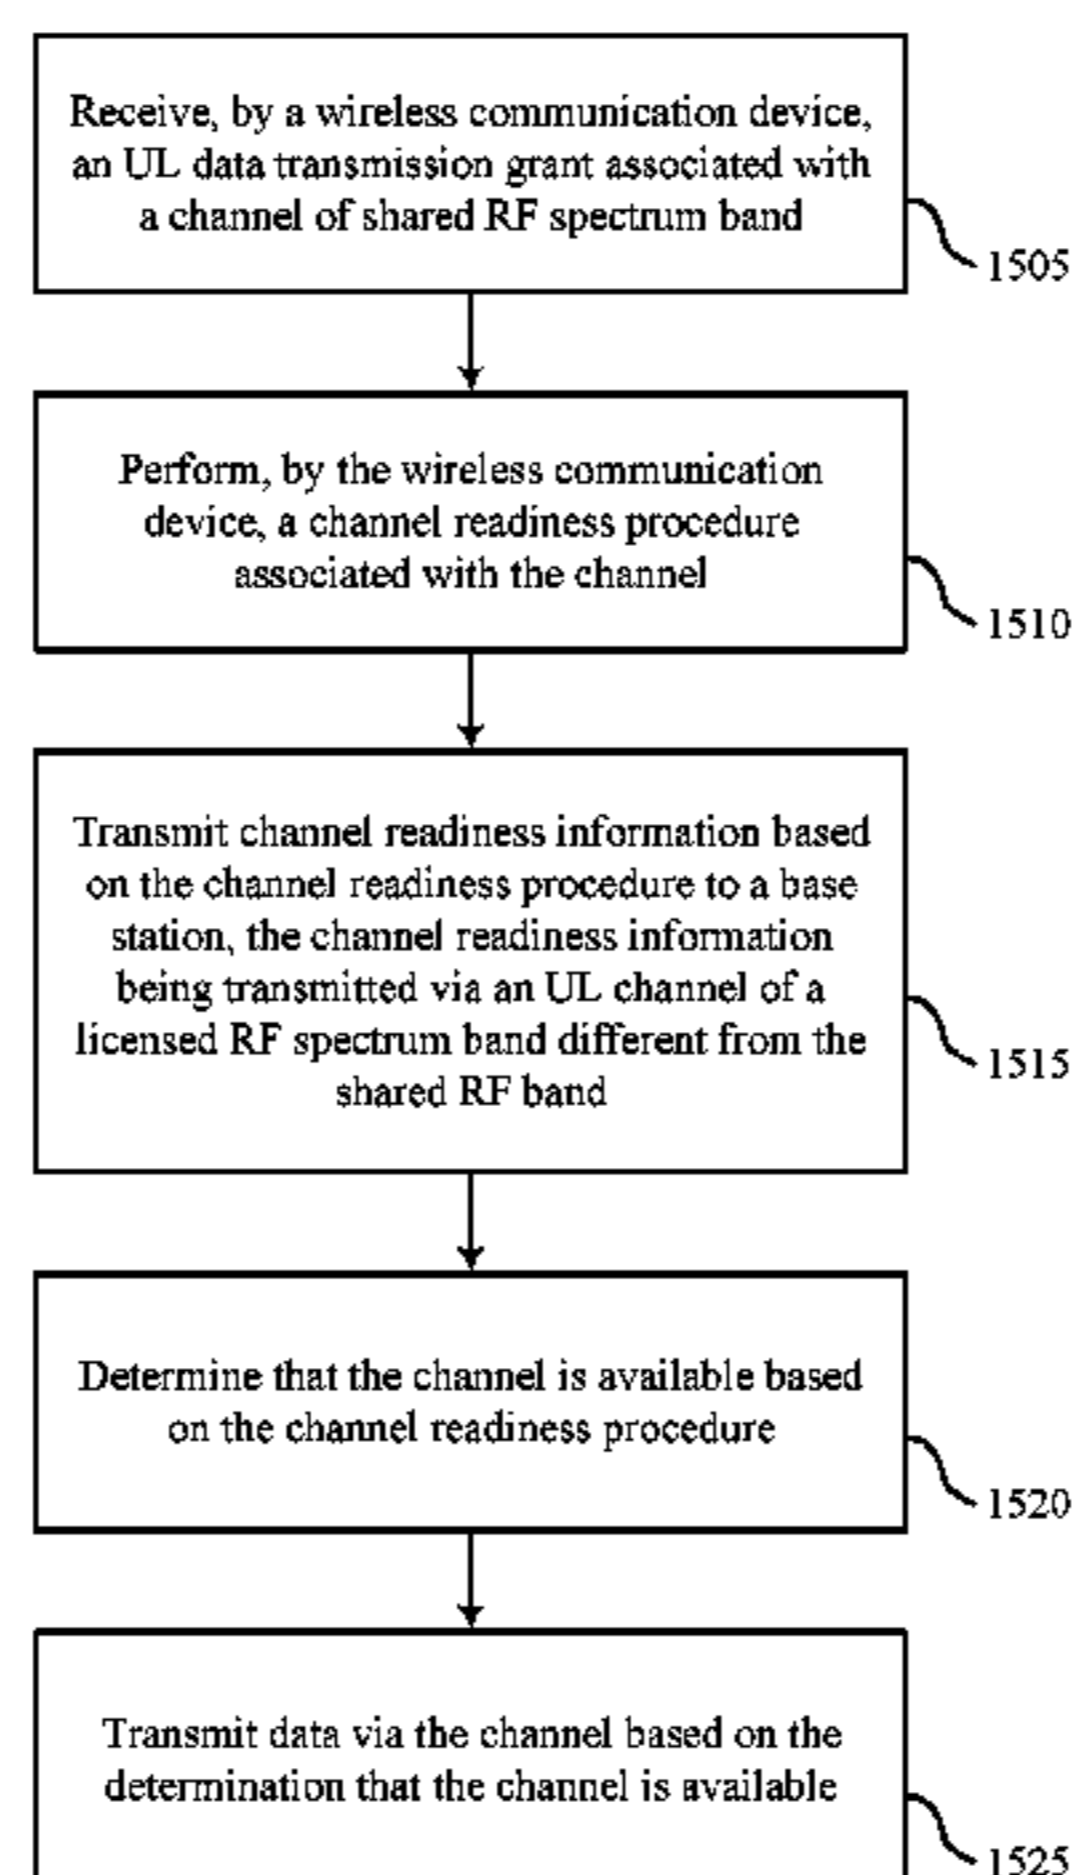 Receive, by a wireless communication device,
an UL data transmission grant associated with
a channel of shared RF spectrum band
1505
Perform, by the wireless communication
device, a channel readiness procedure
associated with the channel
1510
Transmit channel readiness information based
on the channel readiness procedure to a base
station, the channel readiness information
being transmitted via an UL channel of a
licensed RF spectrum band different from the
shared RF band
1515
Determine that the channel is available based
on the channel readiness procedure
1520
Transmit data via the channel based on the
determination that the channel is available
1525